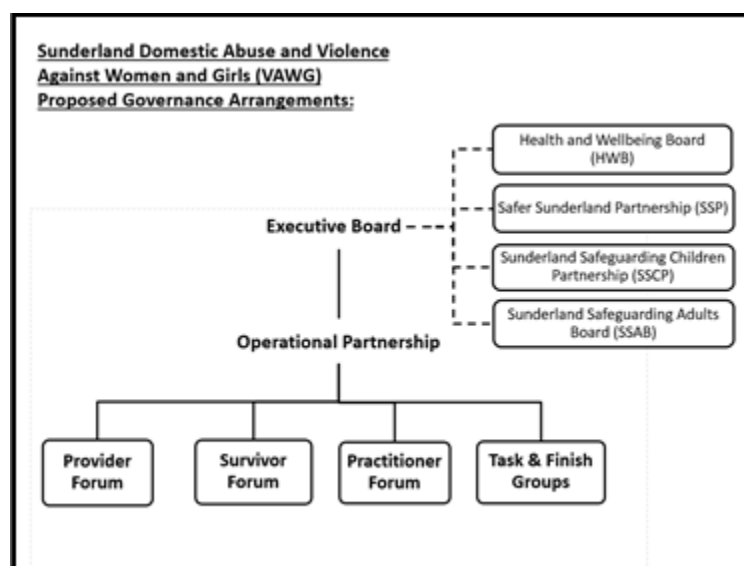 Sunderland Domestic Abuse and Violence
Against Women and Girls (VAWG)
Proposed Governance Arrangements:
Health and Wellbeing Board
(HWB)
Safer Sunderland Partnership (SSP)
Executive Board
Sunderland Safeguarding Children
Partnership (SSCP)
Sunderland Safeguarding Adults
Board (SSAB)
Operational Partnership
Provider
Forum
Survivor
Forum
Practitioner
Forum
Task & Finish
Groups